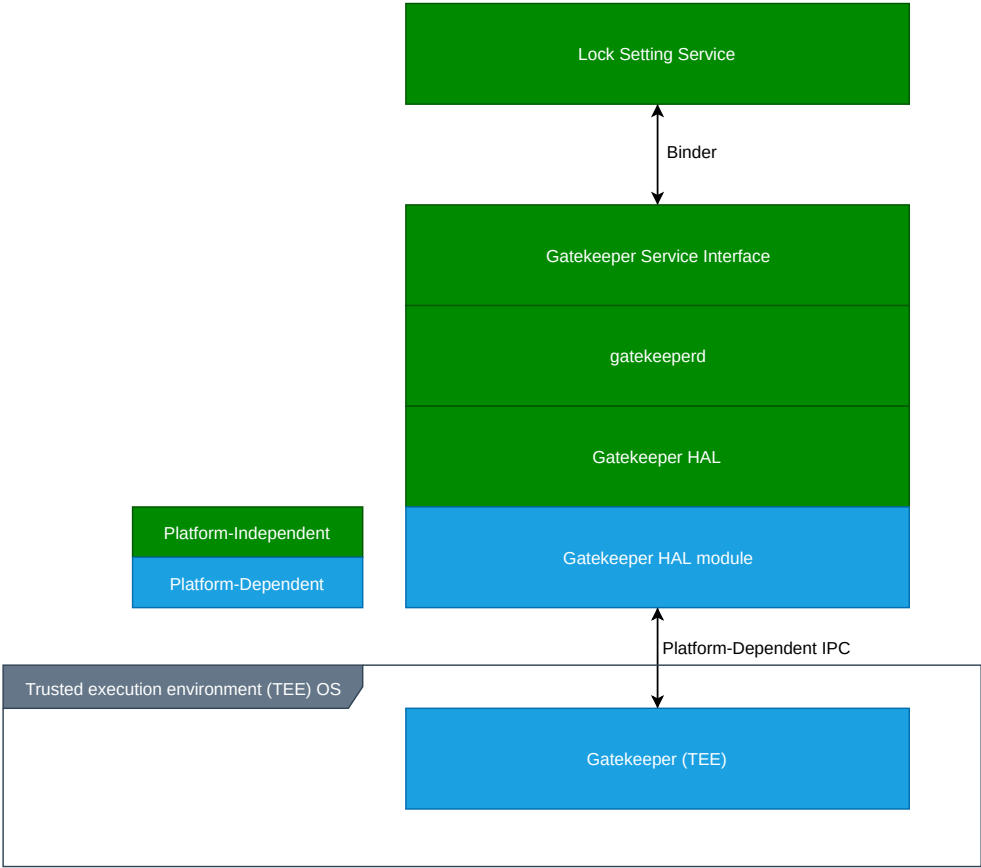 Lock Setting Service
Binder
Gatekeeper Service Interface
gatekeeperd
Gatekeeper HAL
Platform-Independent
Gatekeeper HAL module
Platform-Dependent
Platform-Dependent IPC
Trusted execution environment (TEE) OS
Gatekeeper (TEE)